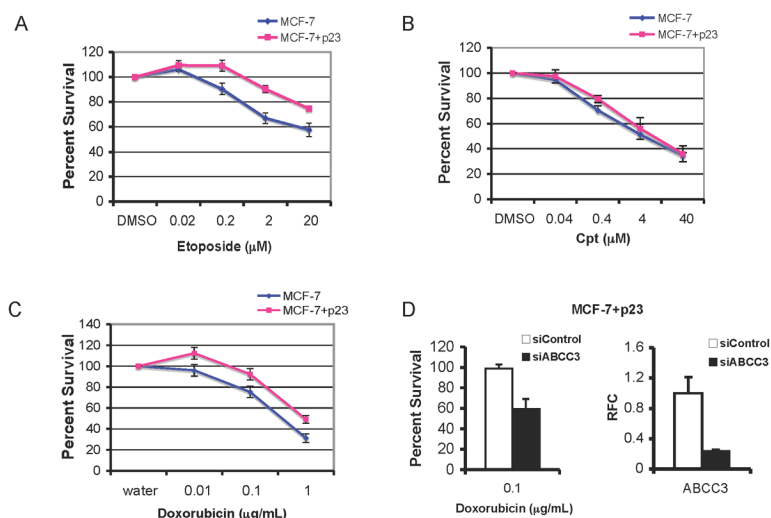 A
MCF-7
MCF-7+p23
Percent Survival
120
100
80
60
40
20
0
DMSO 0.02 0.2 2 20
Etoposide (µM)
B
MCF-7
MCF-7+p23
Percent Survival
120
100
80
60
40
20
0
DMSO 0.04 0.4 4 40
Cpt (µM)
C
MCF-7
MCF-7+p23
Percent Survival
140
120
100
80
60
40
20
0
water 0.01 0.1 1
Doxorubicin (µg/mL)
D
MCF-7+p23
siControl
siABCC3
Percent Survival
120
100
80
60
40
20
0
0.1
Doxorubicin (µg/mL)
siControl
siABCC3
RFC
1.6
1.2
0.8
0.4
0
ABCC3